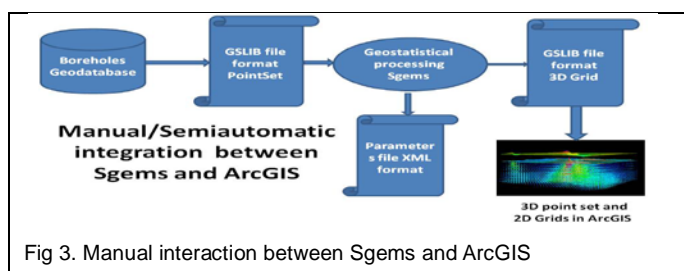 Boreholes
Geodatabase
GSLIB file
format
PointSet
Geostatistical
processing
Sgems
GSLIB file
format
3D Grid
Manual/Semiautomatic
integration between
Sgems and ArcGIS
Parameter
s file XML
format
3D point set and
2D Grids in ArcGIS
Fig 3. Manual interaction between Sgems and ArcGIS